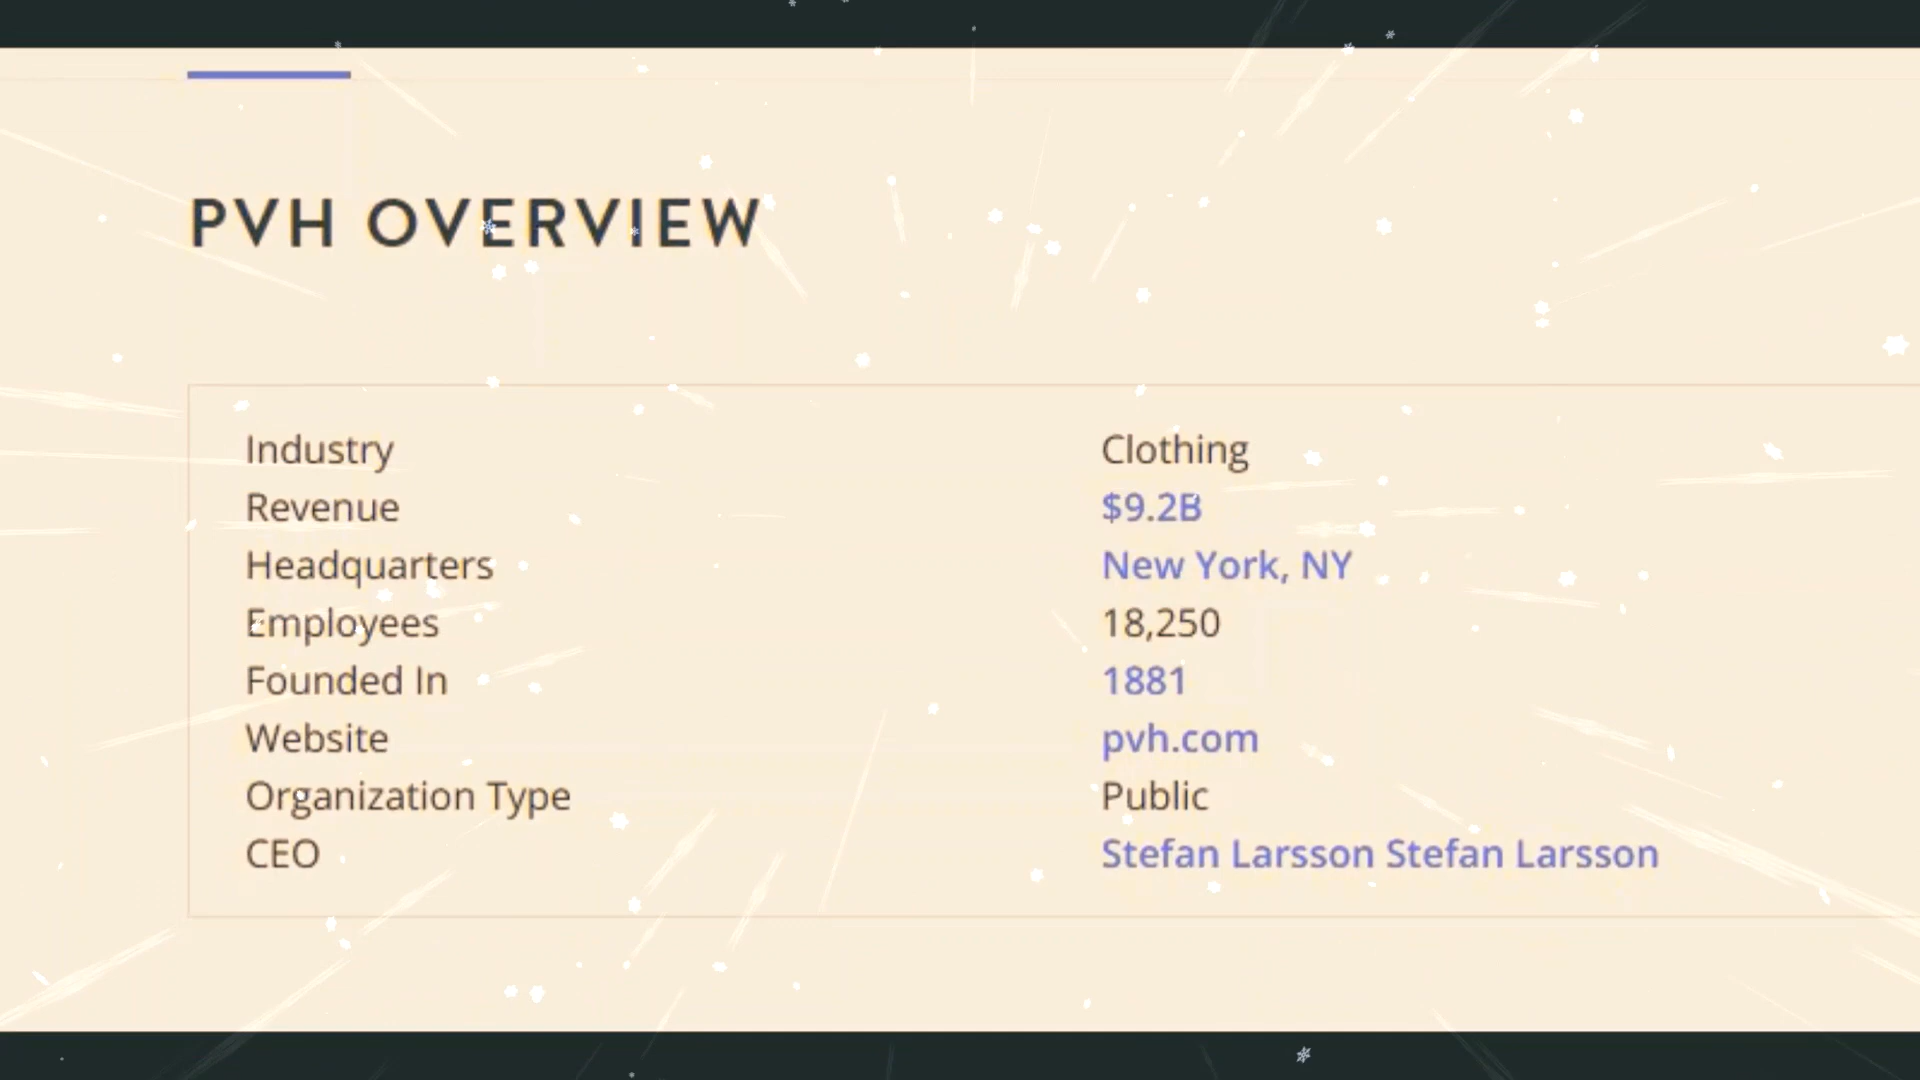 PVH OVERVIEW
Industry Clothing
Revenue $9.2B
Headquarters New York, NY
Employees 18,250
Founded In 1881
Website pvh.com
Organization Type Public
CEO Stefan Larsson Stefan Larsson